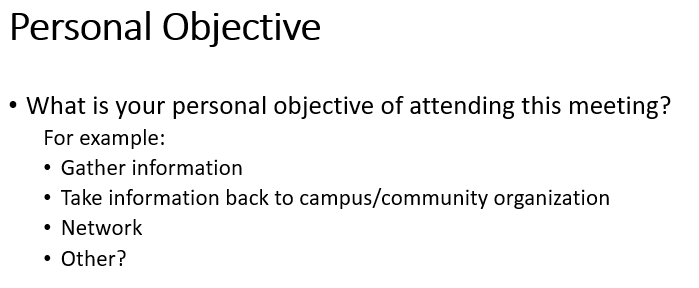 Personal Objective
• What is your personal objective of attending this meeting?
For example:
• Gather information
• Take information back to campus/community organization
• Network
• Other?